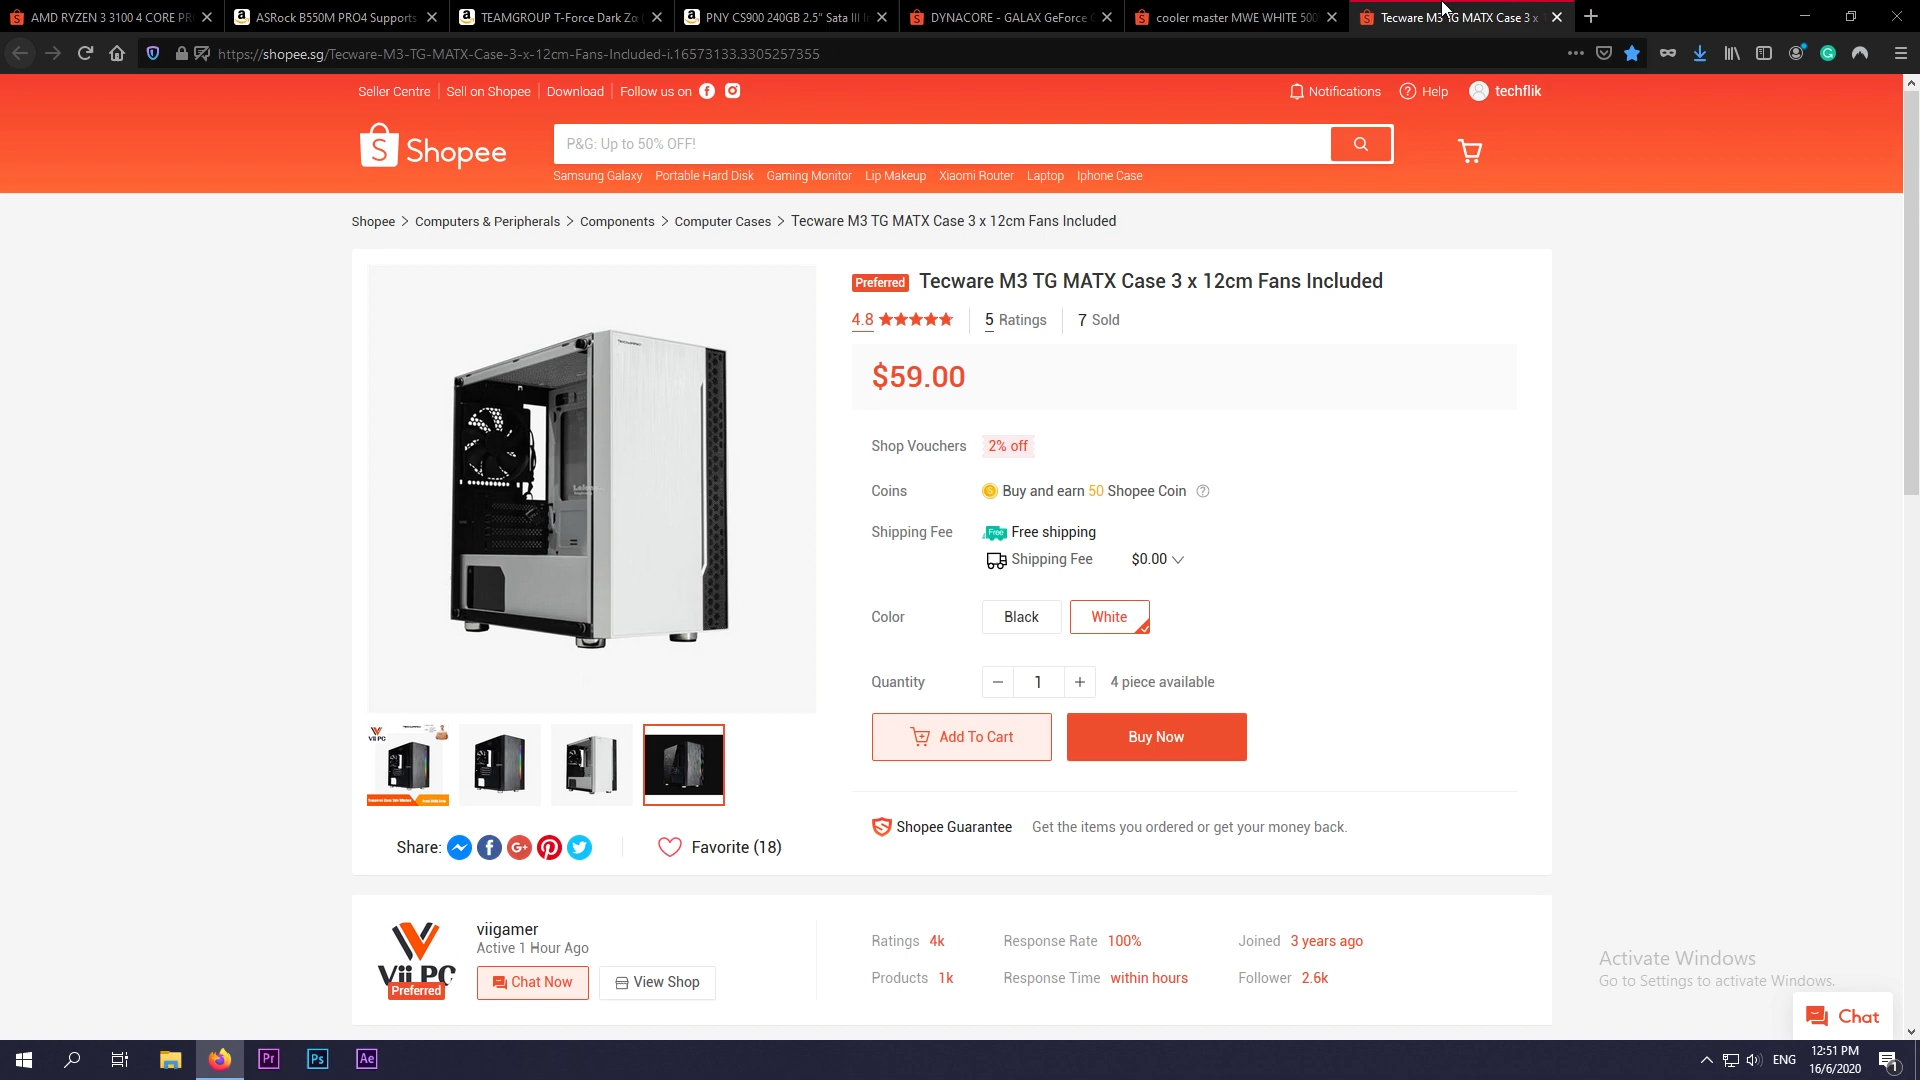 AMD RYZEN 3 3100 4 CORE PR
ASRock B550M PRO4 Supports
TEAMGROUP T-Force Dark Zα
PNY CS900 240GB 2.5" Sata III In
DYNACORE - GALAX GeForce G
cooler master MWE WHITE 500
Tecware M3 TG MATX Case 3 x
https://shopee.sg/Tecware-M3-TG-MATX-Case-3-x-12cm-Fans-Included-i.16573133.3305257355
Seller Centre
Sell on Shopee
Download
Follow us on
Notifications
Help
techflik
Shopee
P&G: Up to 50% OFF!
Samsung Galaxy
Portable Hard Disk
Gaming Monitor
Lip Makeup
Xiaomi Router
Laptop
Iphone Case
Shopee > Computers & Peripherals > Components > Computer Cases > Tecware M3 TG MATX Case 3 x 12cm Fans Included
Preferred
Tecware M3 TG MATX Case 3 x 12cm Fans Included
4.8
5 Ratings
7 Sold
$59.00
Shop Vouchers
2% off
Coins
Buy and earn 50 Shopee Coin
Shipping Fee
Free
Free shipping
Shipping Fee
$0.00
Color
Black
White
Quantity
1
4 piece available
Add To Cart
Buy Now
Shopee Guarantee
Get the items you ordered or get your money back.
Share:
Favorite (18)
Vii PC
Preferred
viigamer
Active 1 Hour Ago
Chat Now
View Shop
Ratings 4k
Response Rate 100%
Joined 3 years ago
Products 1k
Response Time within hours
Follower 2.6k
Activate Windows
Go to Settings to activate Windows.
Chat
Pr
Ps
Ae
ENG
12:51 PM
16/6/2020
1